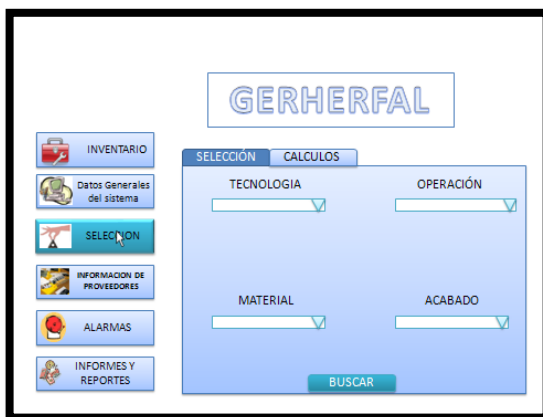 GERHERFAL
INVENTARIO
Datos Generales
del sistema
SELECCION
INFORMACION DE
PROVEEDORES
ALARMAS
INFORMES Y
REPORTES
SELECCIÓN
CALCULOS
TECNOLOGIA
OPERACIÓN
MATERIAL
ACABADO
BUSCAR